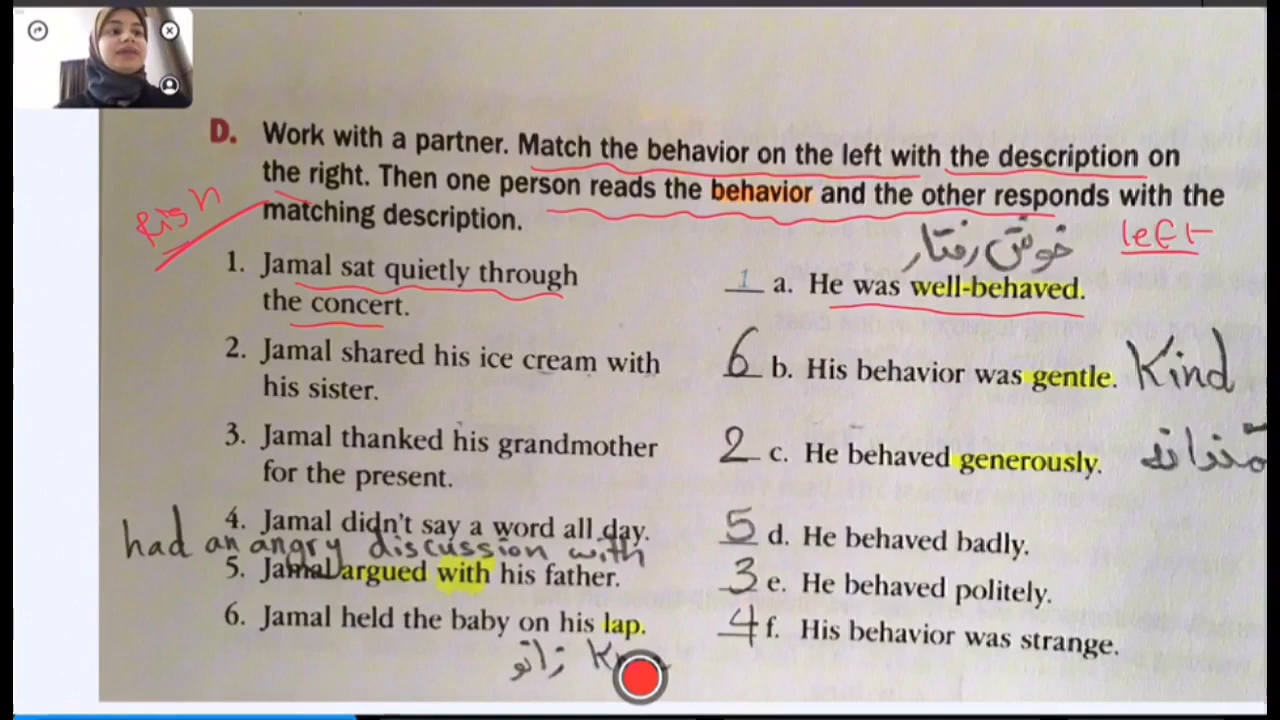 D. Work with a partner. Match the behavior on the left with the description on
the right. Then one person reads the behavior and the other responds with the
matching description.
left
خوش رفتار
1. Jamal sat quietly through
the concert.
1 a. He was well-behaved.
2. Jamal shared his ice cream with
his sister.
6 b. His behavior was gentle. Kind
3. Jamal thanked his grandmother
for the present.
2 c. He behaved generously.
4. Jamal didn't say a word all day.
5 d. He behaved badly.
had an angry discussion with
5. Jamal argued with his father.
3 e. He behaved politely.
6. Jamal held the baby on his lap.
4 f. His behavior was strange.
زانو